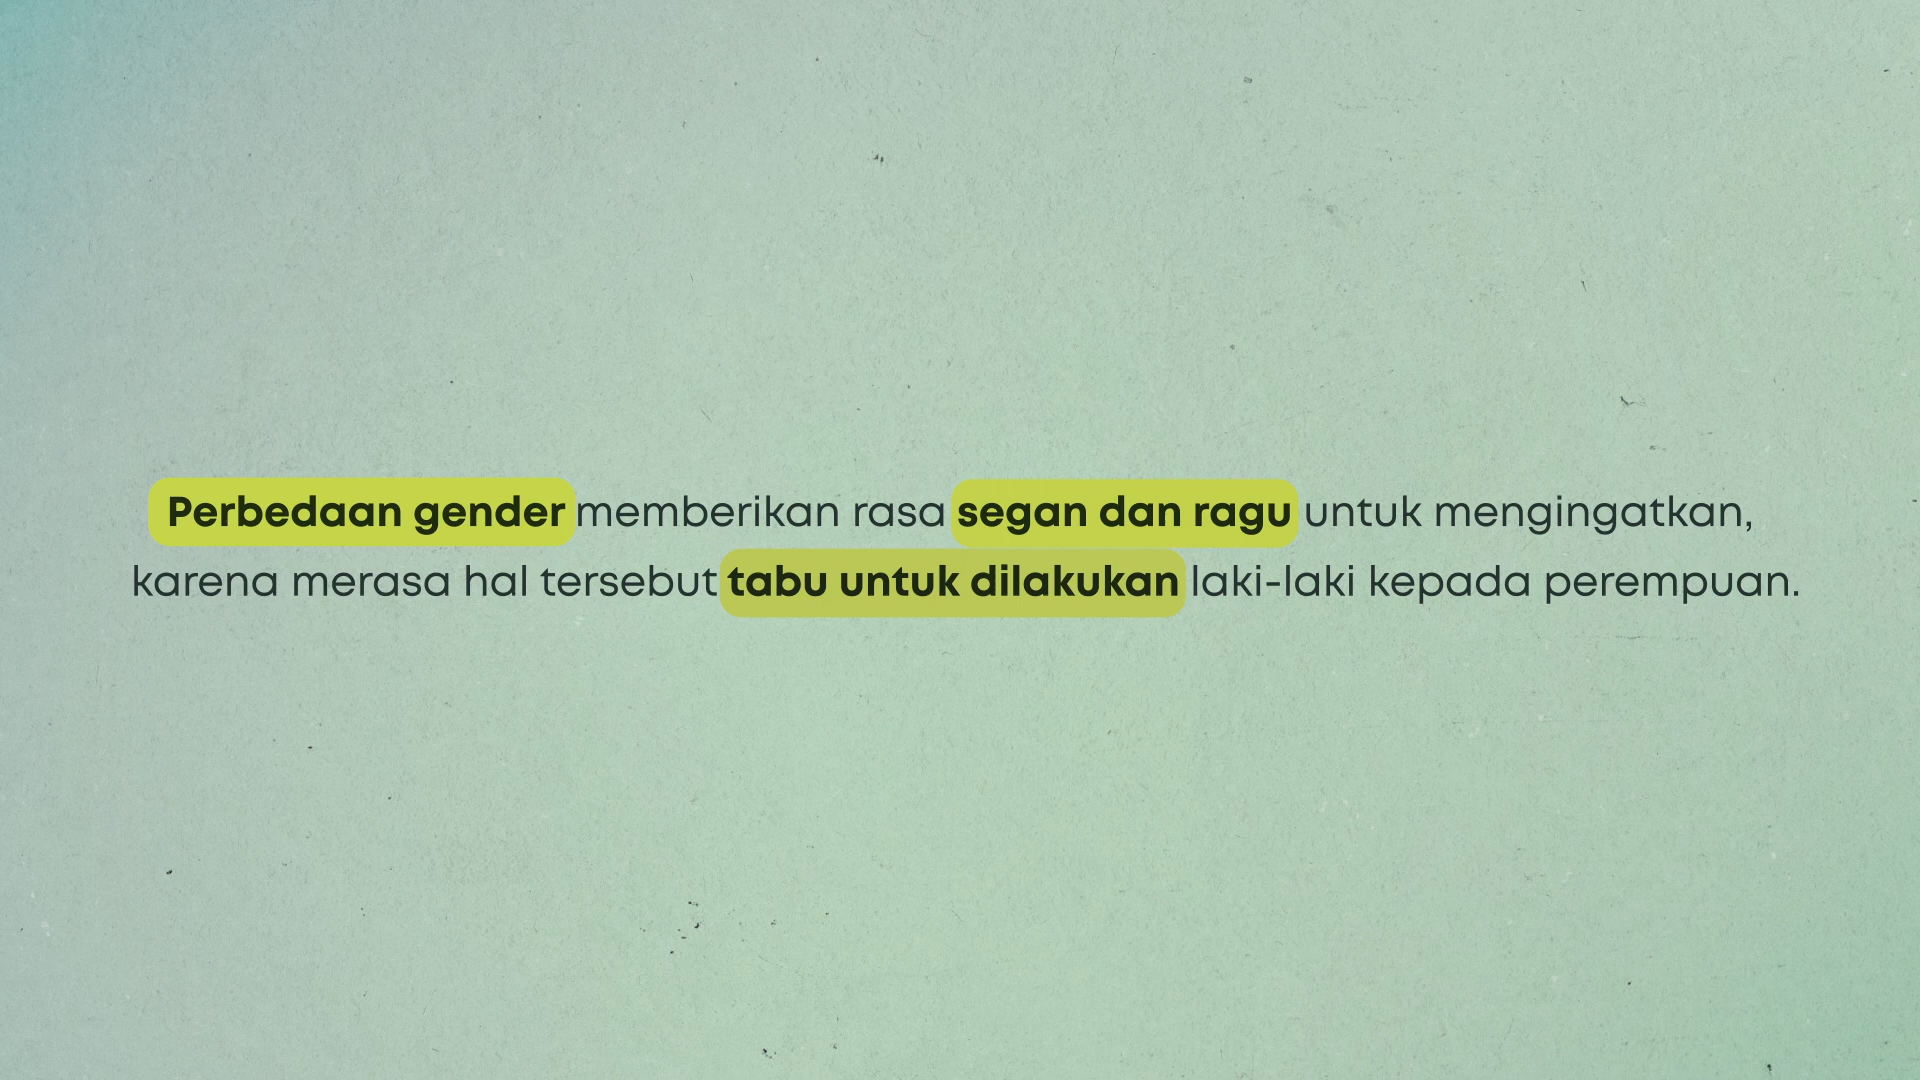 Perbedaan gender memberikan rasa segan dan ragu untuk mengingatkan,
karena merasa hal tersebut tabu untuk dilakukan laki-laki kepada perempuan.